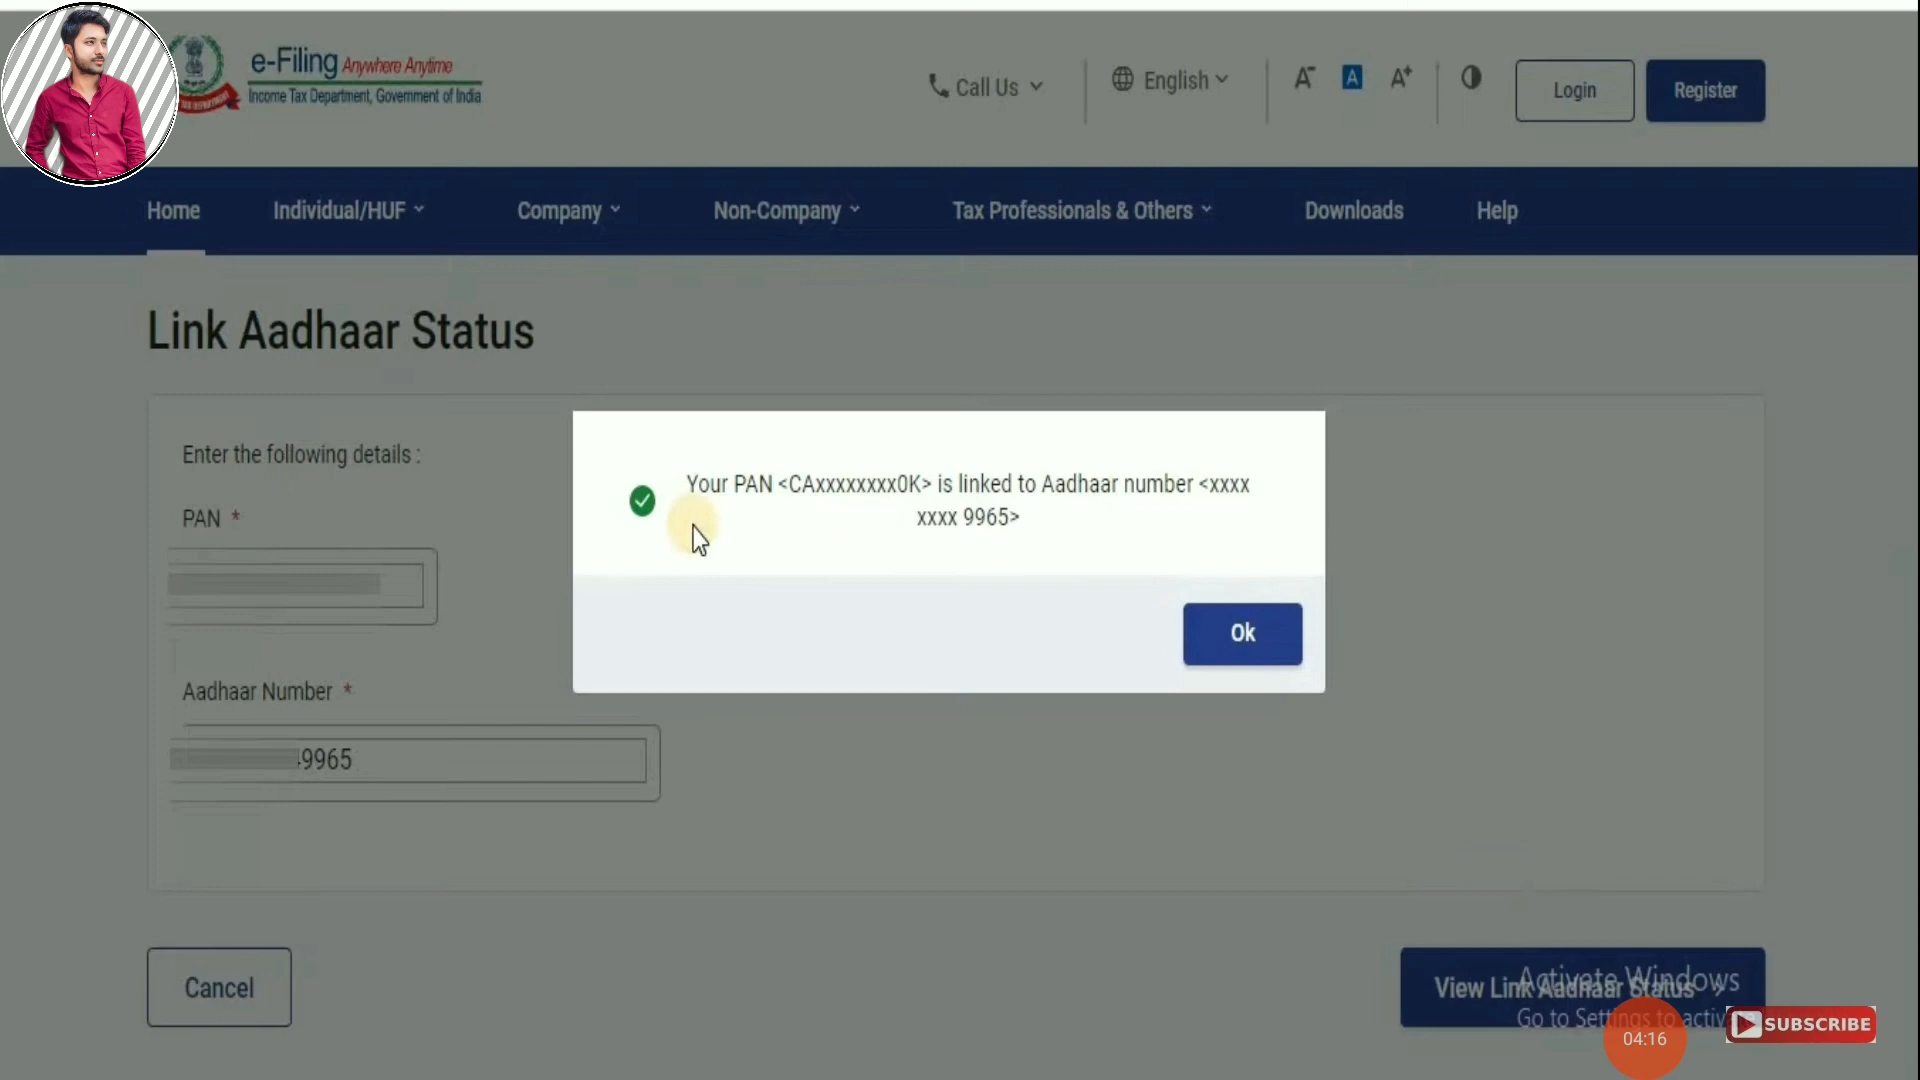 e-Filing Anywhere Anytime
Income Tax Department, Government of India
Call Us
English
A-
A
A+
Login
Register
Home
Individual/HUF
Company
Non-Company
Tax Professionals & Others
Downloads
Help
Link Aadhaar Status
Enter the following details :
PAN *
Your PAN <CAxxxxxxxx0K> is linked to Aadhaar number <xxxx
xxxx 9965>
Ok
Aadhaar Number *
9965
Cancel
View Link Aadhaar Status >
Activate Windows
Go to Settings to activ
04:16
SUBSCRIBE